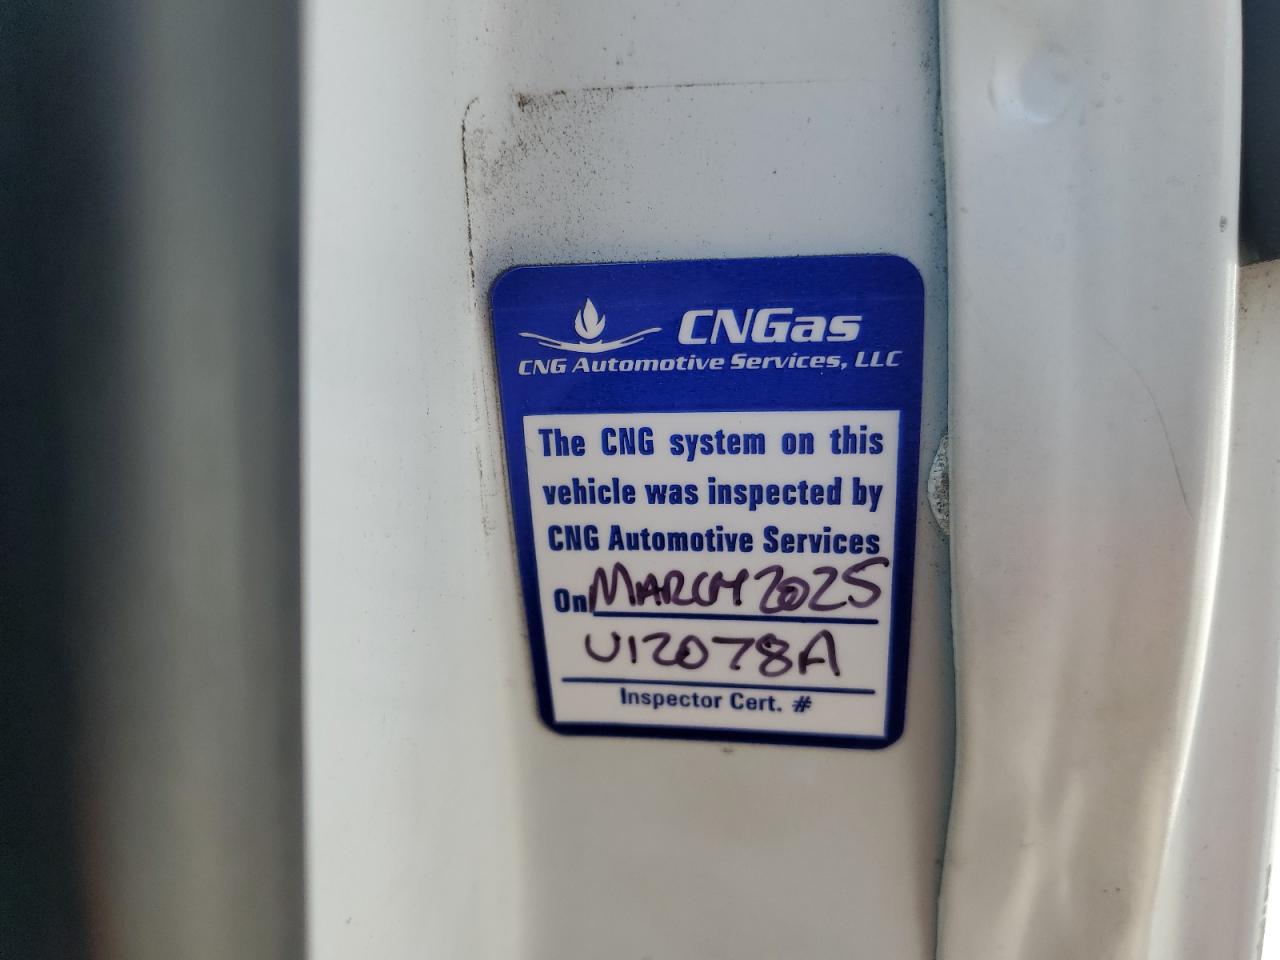 CNGas
CNG Automotive Services, LLC
The CNG system on this
vehicle was inspected by
CNG Automotive Services
On MARCH 2025
U12078A
Inspector Cert. #